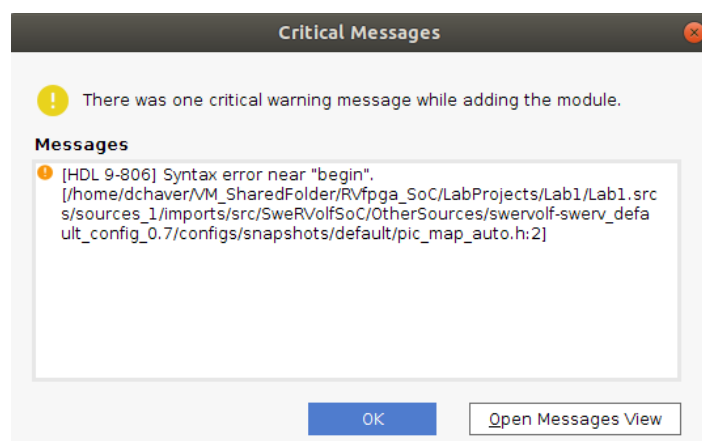 Critical Messages
There was one critical warning message while adding the module.
Messages
[HDL 9-806] Syntax error near "begin".
[/home/dchaver/VM_SharedFolder/RVfpga_SoC/LabProjects/Lab1/Lab1.src
s/sources_1/imports/src/SweRVolfSoC/OtherSources/swervolf-swerv_defa
ult_config_0.7/configs/snapshots/default/pic_map_auto.h:2]
OK
Open Messages View